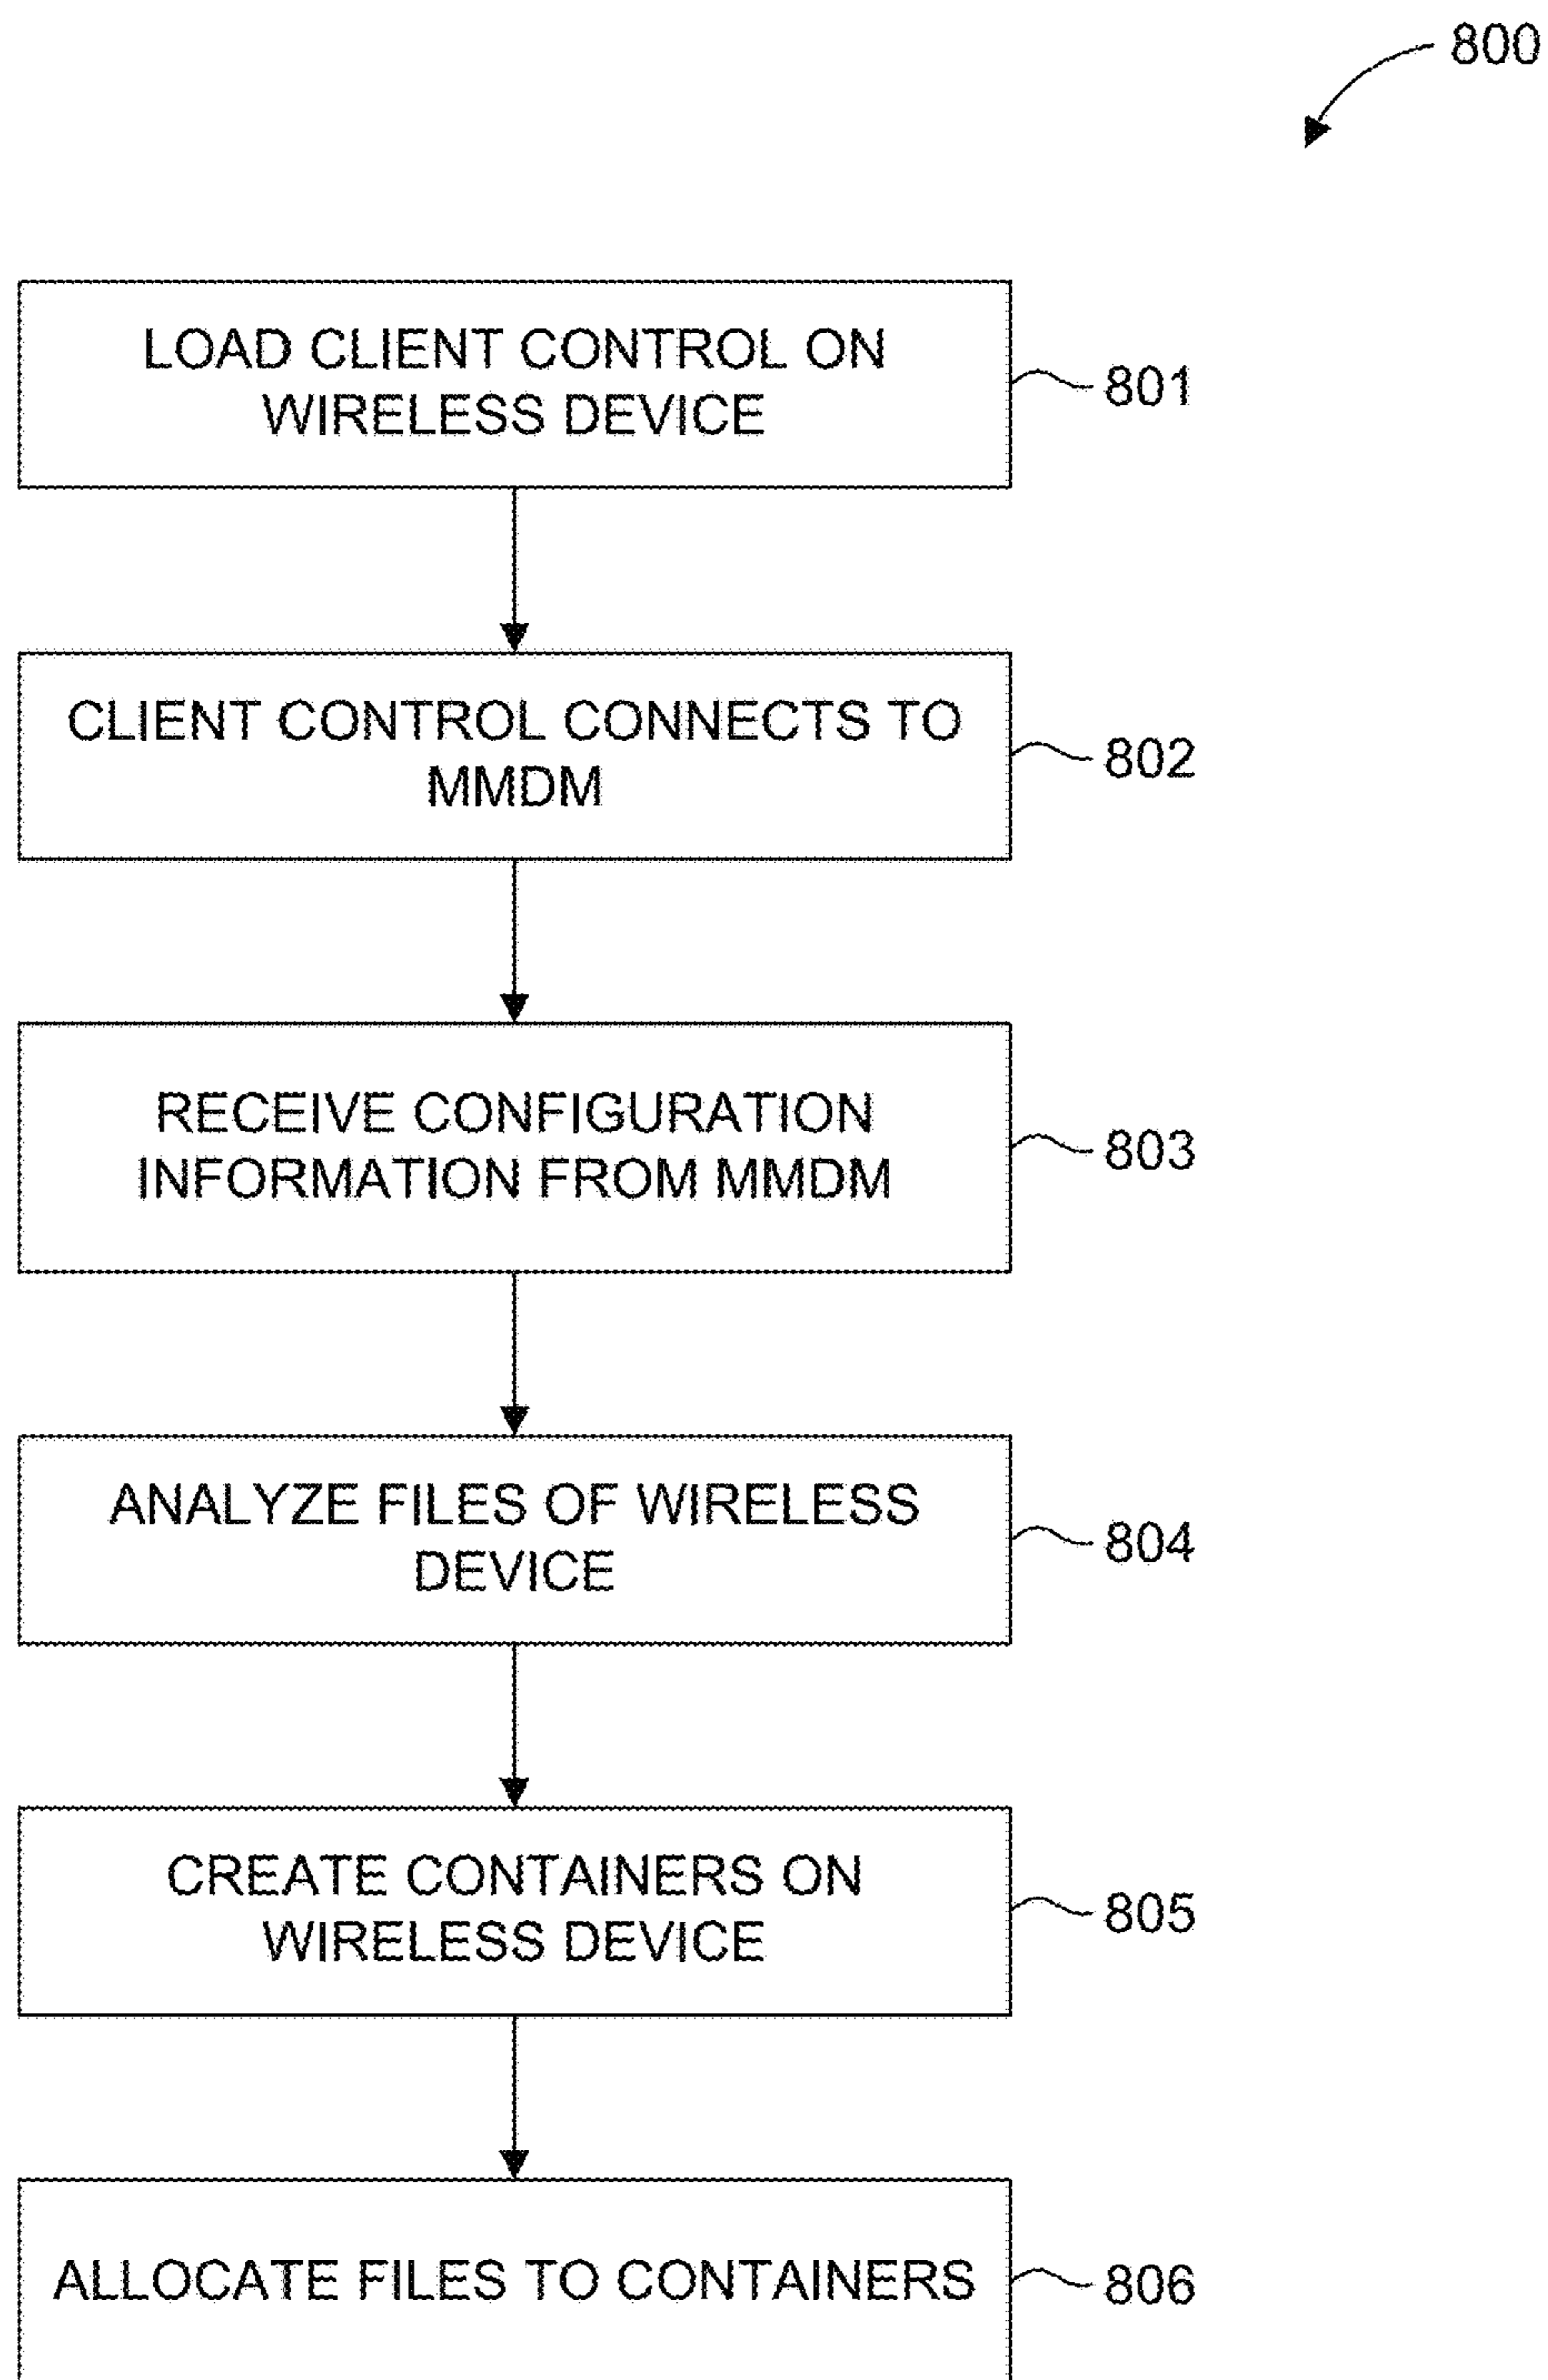 800
LOAD CLIENT CONTROL ON
WIRELESS DEVICE
801
CLIENT CONTROL CONNECTS TO
MMDM
802
RECEIVE CONFIGURATION
INFORMATION FROM MMDM
803
ANALYZE FILES OF WIRELESS
DEVICE
804
CREATE CONTAINERS ON
WIRELESS DEVICE
805
ALLOCATE FILES TO CONTAINERS
806